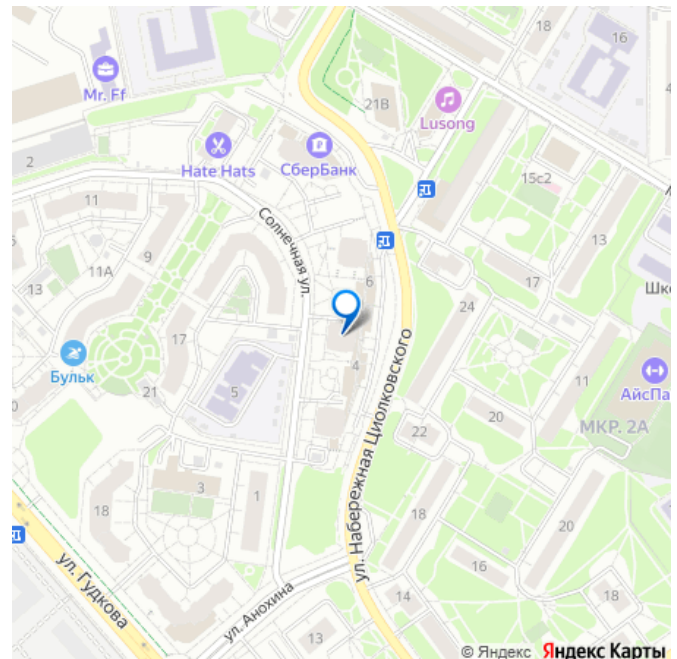 18
16
Mr. Ff
21В
Lusong
2
Hate Hats
СберБанк
15с2
11
Солнечная ул.
13
9
11А
6
17
Шко
13
24
17
Бульк
4
11
АйсПа
5
21
20
МКР. 2А
22
ул. Набережная Циолковского
3
1
18
18
20
16
ул. Гудкова
ул. Анохина
14
18
13
© Яндекс Яндекс Карты